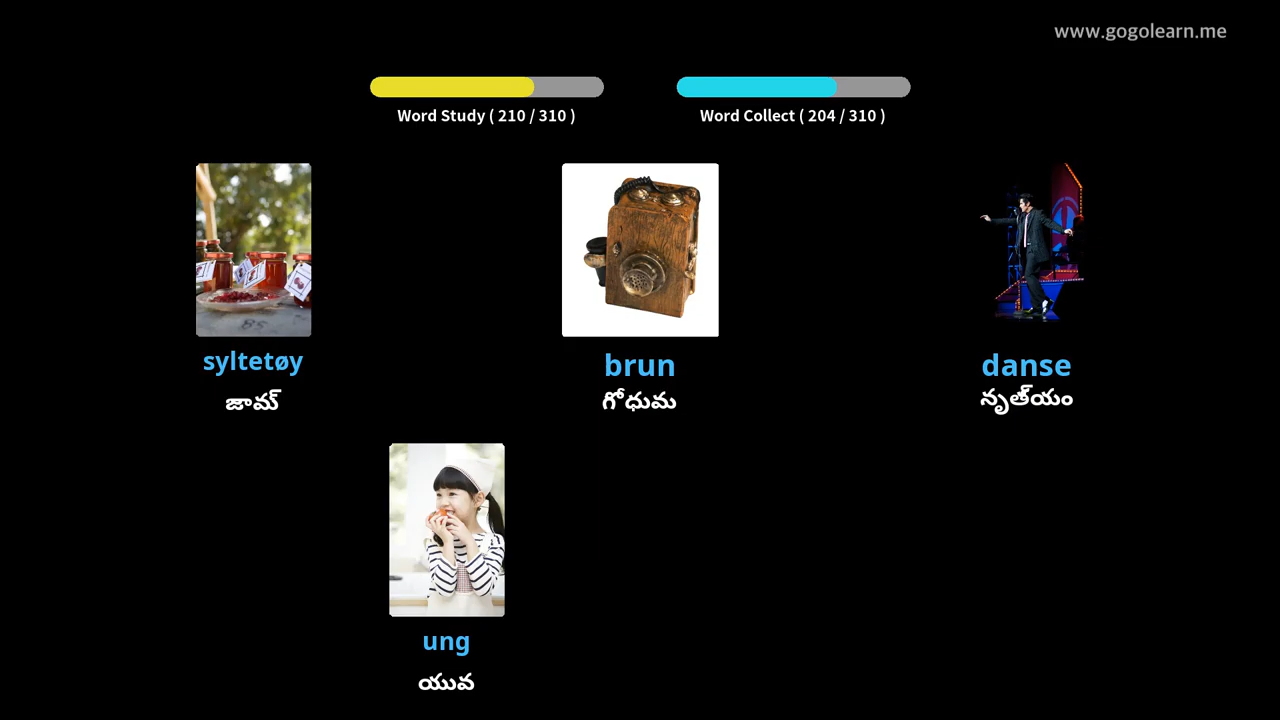 www.gogolearn.me
Word Study ( 210 / 310 )
Word Collect ( 204 / 310 )
syltetøy
జామ్
brun
గోధుమ
danse
నృత్యం
ung
యువ